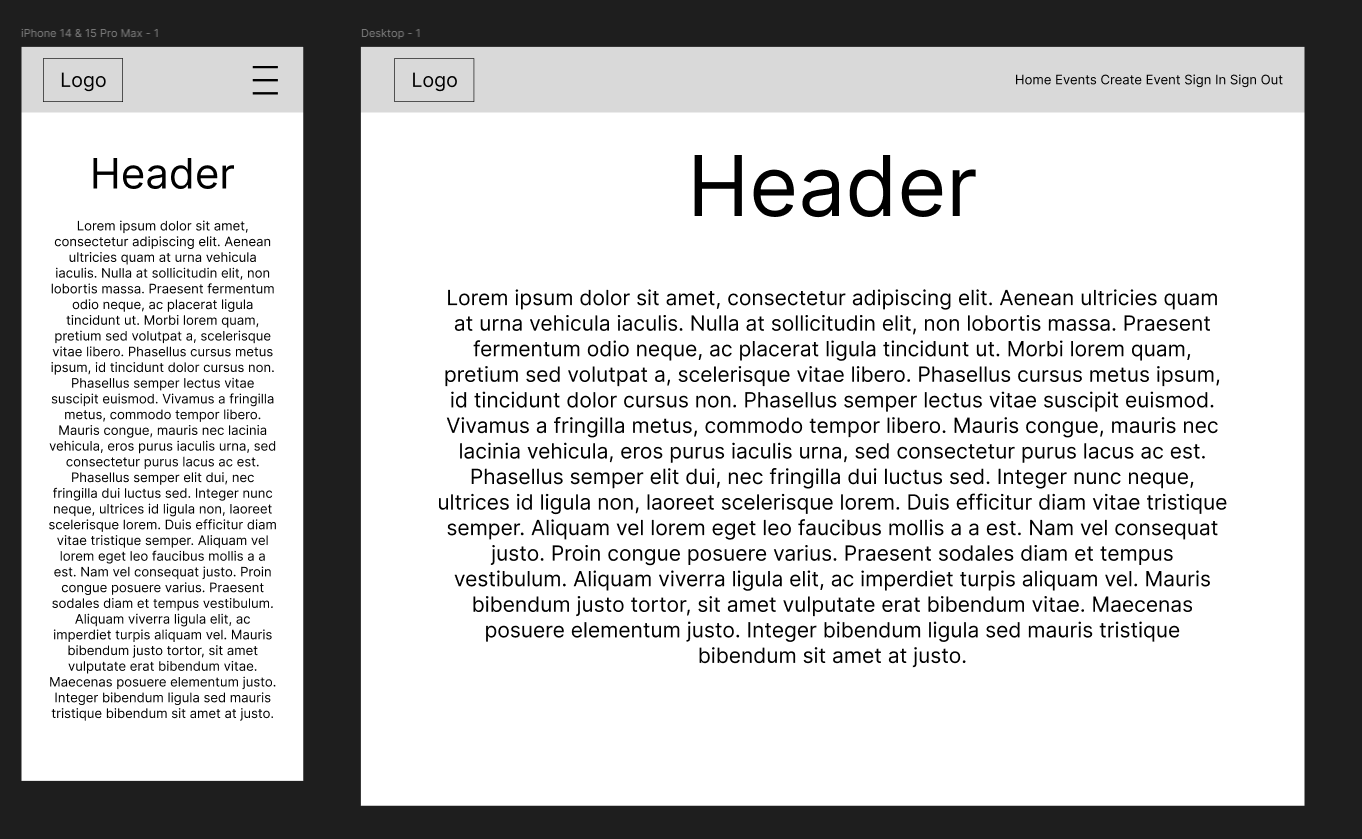 iPhone 14 & 15 Pro Max - 1
Logo
Header
Lorem ipsum dolor sit amet,
consectetur adipiscing elit. Aenean
ultricies quam at urna vehicula
iaculis. Nulla at sollicitudin elit, non
lobortis massa. Praesent fermentum
odio neque, ac placerat ligula
tincidunt ut. Morbi lorem quam,
pretium sed volutpat a, scelerisque
vitae libero. Phasellus cursus metus
ipsum, id tincidunt dolor cursus non.
Phasellus semper lectus vitae
suscipit euismod. Vivamus a fringilla
metus, commodo tempor libero.
Mauris congue, mauris nec lacinia
vehicula, eros purus iaculis urna, sed
consectetur purus lacus ac est.
Phasellus semper elit dui, nec
fringilla dui luctus sed. Integer nunc
neque, ultrices id ligula non, laoreet
scelerisque lorem. Duis efficitur diam
vitae tristique semper. Aliquam vel
lorem eget leo faucibus mollis a a
est. Nam vel consequat justo. Proin
congue posuere varius. Praesent
sodales diam et tempus vestibulum.
Aliquam viverra ligula elit, ac
imperdiet turpis aliquam vel. Mauris
bibendum justo tortor, sit amet
vulputate erat bibendum vitae.
Maecenas posuere elementum justo.
Integer bibendum ligula sed mauris
tristique bibendum sit amet at justo.
Desktop - 1
Logo
Home Events Create Event Sign In Sign Out
Header
Lorem ipsum dolor sit amet, consectetur adipiscing elit. Aenean ultricies quam
at urna vehicula iaculis. Nulla at sollicitudin elit, non lobortis massa. Praesent
fermentum odio neque, ac placerat ligula tincidunt ut. Morbi lorem quam,
pretium sed volutpat a, scelerisque vitae libero. Phasellus cursus metus ipsum,
id tincidunt dolor cursus non. Phasellus semper lectus vitae suscipit euismod.
Vivamus a fringilla metus, commodo tempor libero. Mauris congue, mauris nec
lacinia vehicula, eros purus iaculis urna, sed consectetur purus lacus ac est.
Phasellus semper elit dui, nec fringilla dui luctus sed. Integer nunc neque,
ultrices id ligula non, laoreet scelerisque lorem. Duis efficitur diam vitae tristique
semper. Aliquam vel lorem eget leo faucibus mollis a a est. Nam vel consequat
justo. Proin congue posuere varius. Praesent sodales diam et tempus
vestibulum. Aliquam viverra ligula elit, ac imperdiet turpis aliquam vel. Mauris
bibendum justo tortor, sit amet vulputate erat bibendum vitae. Maecenas
posuere elementum justo. Integer bibendum ligula sed mauris tristique
bibendum sit amet at justo.